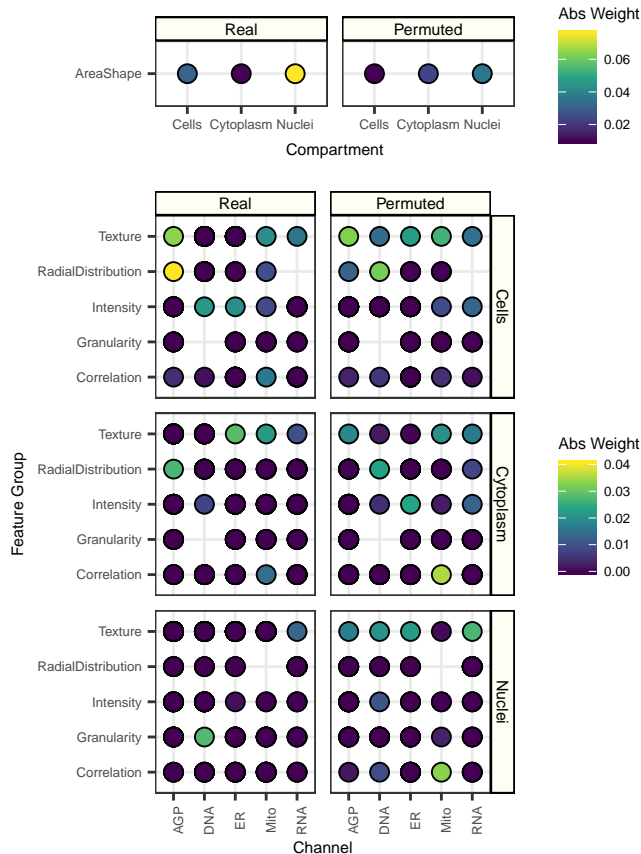 Abs Weight
Real Permuted
0.06
AreaShape
0.04
0.02
Cells Cytoplasm Nuclei Cells Cytoplasm Nuclei
Compartment
Real Permuted
Texture
RadialDistribution
Intensity
Granularity
Correlation
Cells
Texture
RadialDistribution
Intensity
Granularity
Correlation
Cytoplasm
Abs Weight
0.04
0.03
0.02
0.01
0.00
Feature Group
Texture
RadialDistribution
Intensity
Granularity
Correlation
Nuclei
AGP DNA ER Mito RNA AGP DNA ER Mito RNA
Channel